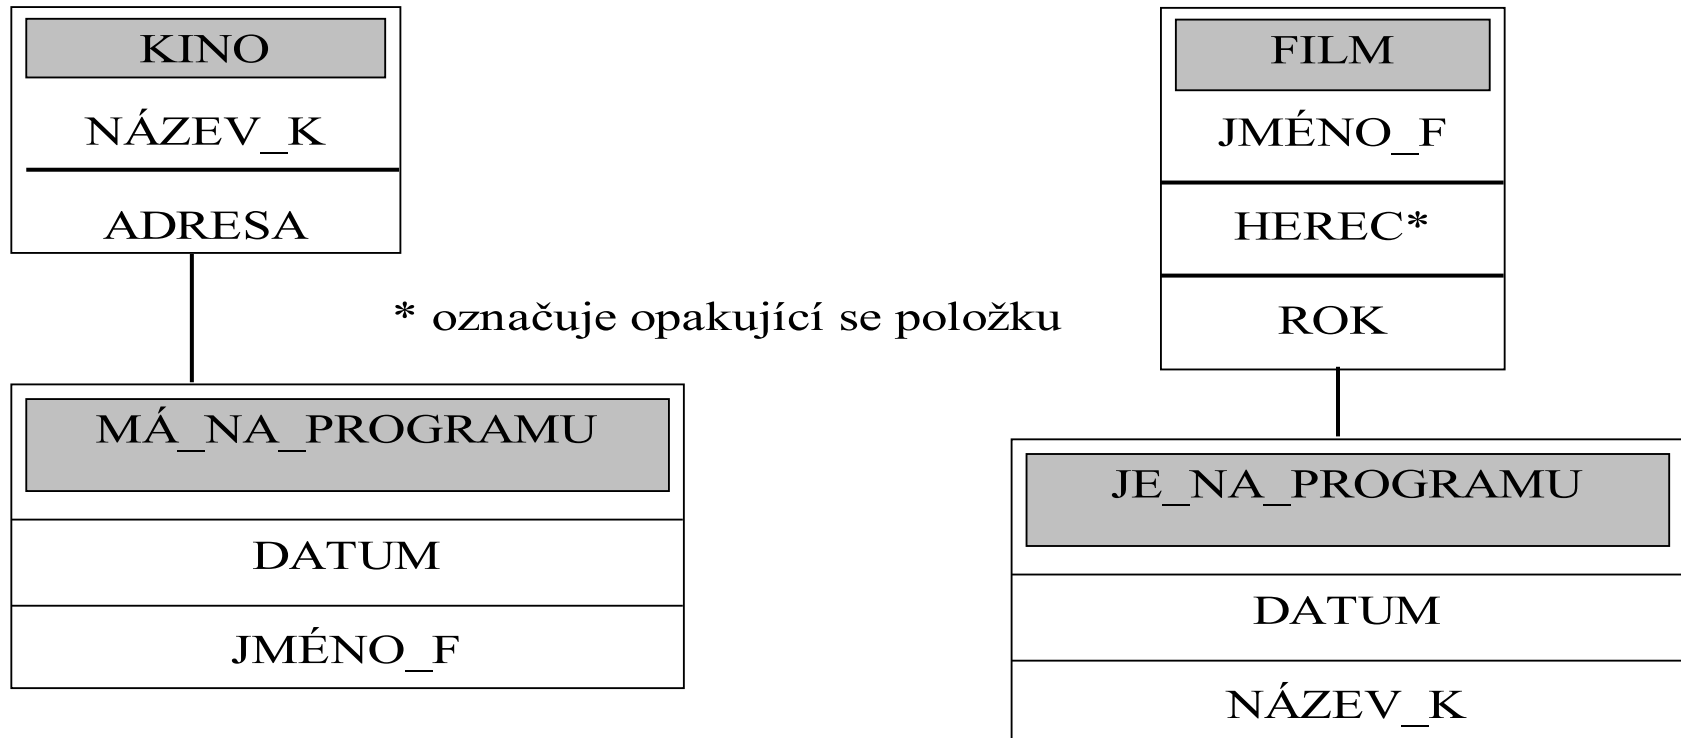 KINO
NÁZEV_K
ADRESA
FILM
JMÉNO_F
HEREC*
ROK
* označuje opakující se položku
MÁ_NA_PROGRAMU
DATUM
JMÉNO_F
JE_NA_PROGRAMU
DATUM
NÁZEV_K